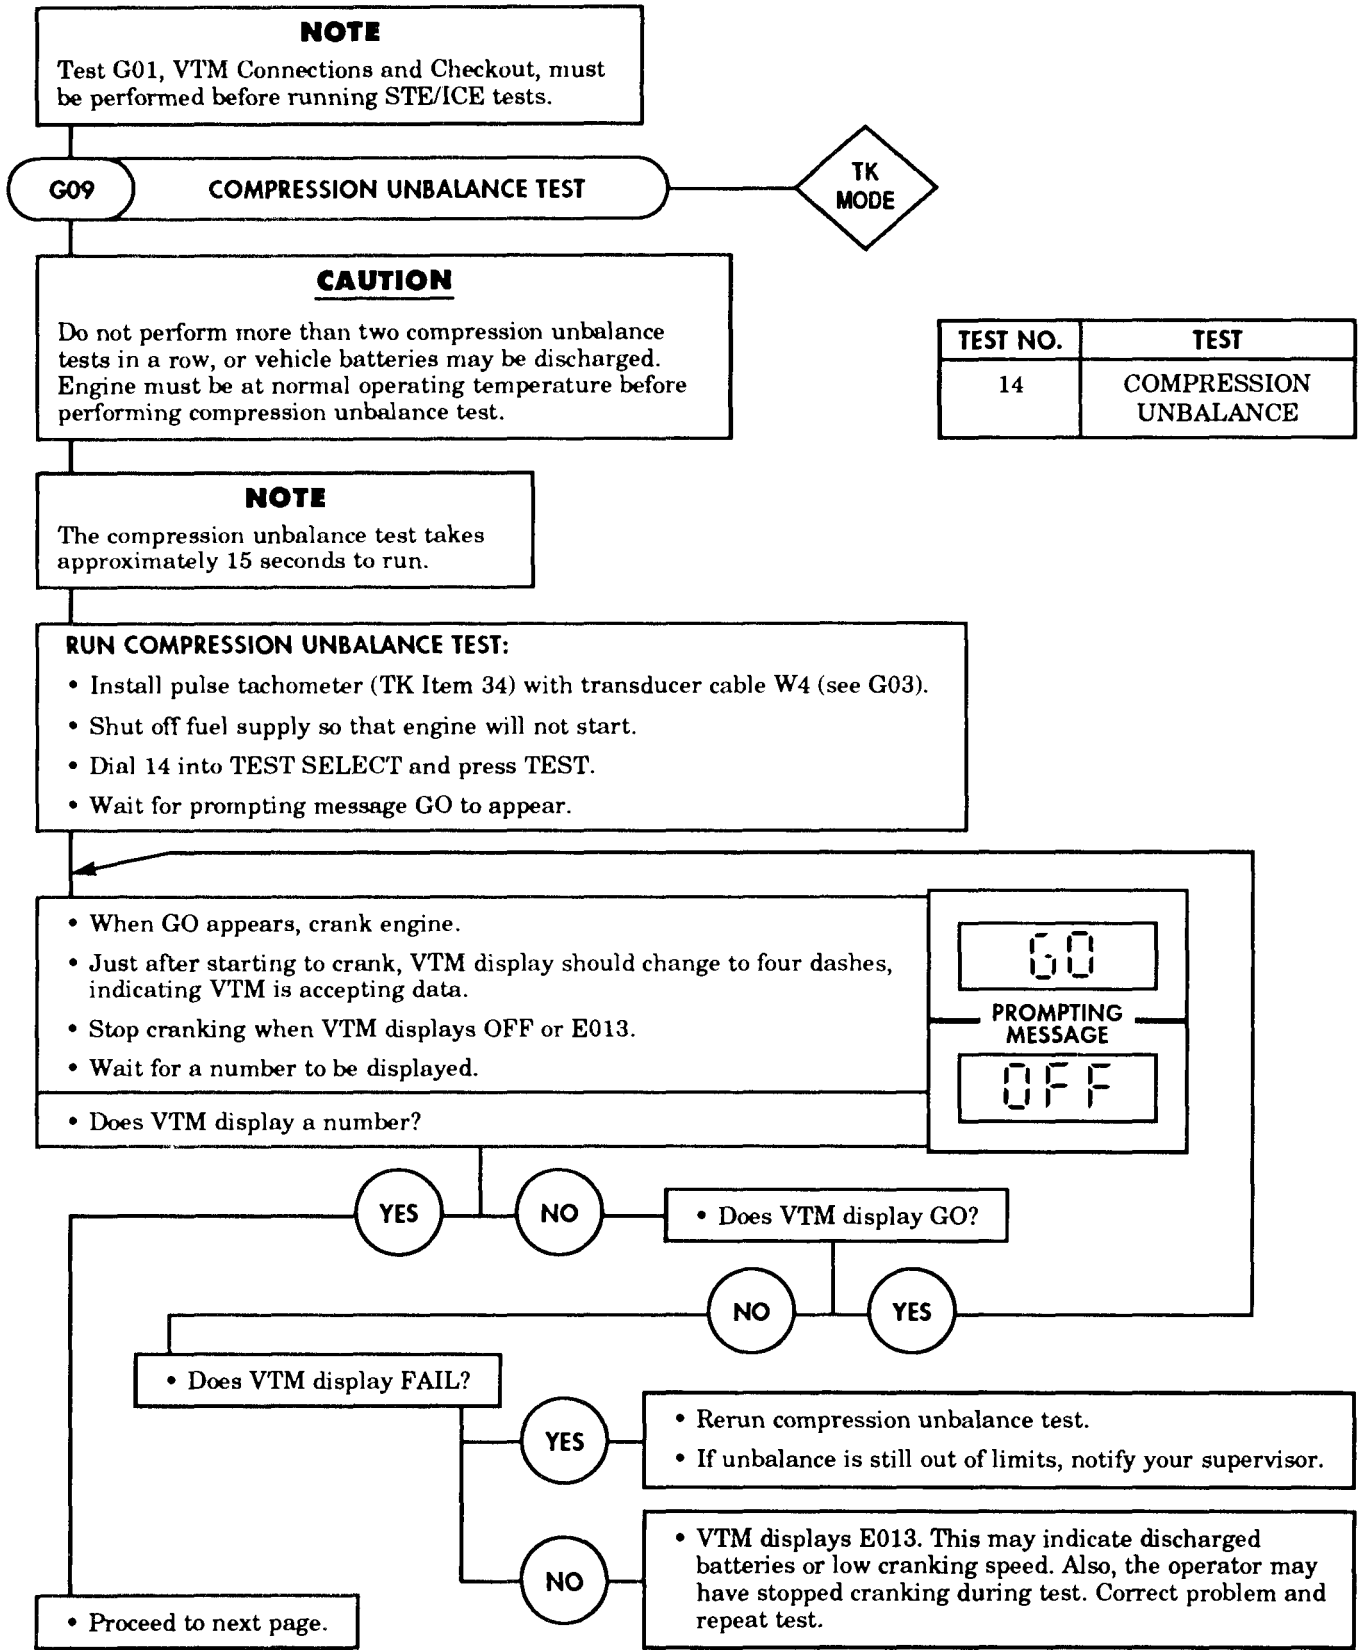 NOTE
Test G01, VTM Connections and Checkout, must
be performed before running STE/ICE tests.
G09
COMPRESSION UNBALANCE TEST
TK
MODE
CAUTION
Do not perform more than two compression unbalance
tests in a row, or vehicle batteries may be discharged.
Engine must be at normal operating temperature before
performing compression unbalance test.
TEST NO. TEST
14 COMPRESSION
UNBALANCE
NOTE
The compression unbalance test takes
approximately 15 seconds to run.
RUN COMPRESSION UNBALANCE TEST:
• Install pulse tachometer (TK Item 34) with transducer cable W4 (see G03).
• Shut off fuel supply so that engine will not start.
• Dial 14 into TEST SELECT and press TEST.
• Wait for prompting message GO to appear.
• When GO appears, crank engine.
• Just after starting to crank, VTM display should change to four dashes,
indicating VTM is accepting data.
• Stop cranking when VTM displays OFF or E013.
• Wait for a number to be displayed.
• Does VTM display a number?
GO
PROMPTING
MESSAGE
OFF
YES
NO
• Does VTM display GO?
NO
YES
• Does VTM display FAIL?
YES
• Rerun compression unbalance test.
• If unbalance is still out of limits, notify your supervisor.
NO
• VTM displays E013. This may indicate discharged
batteries or low cranking speed. Also, the operator may
have stopped cranking during test. Correct problem and
repeat test.
• Proceed to next page.